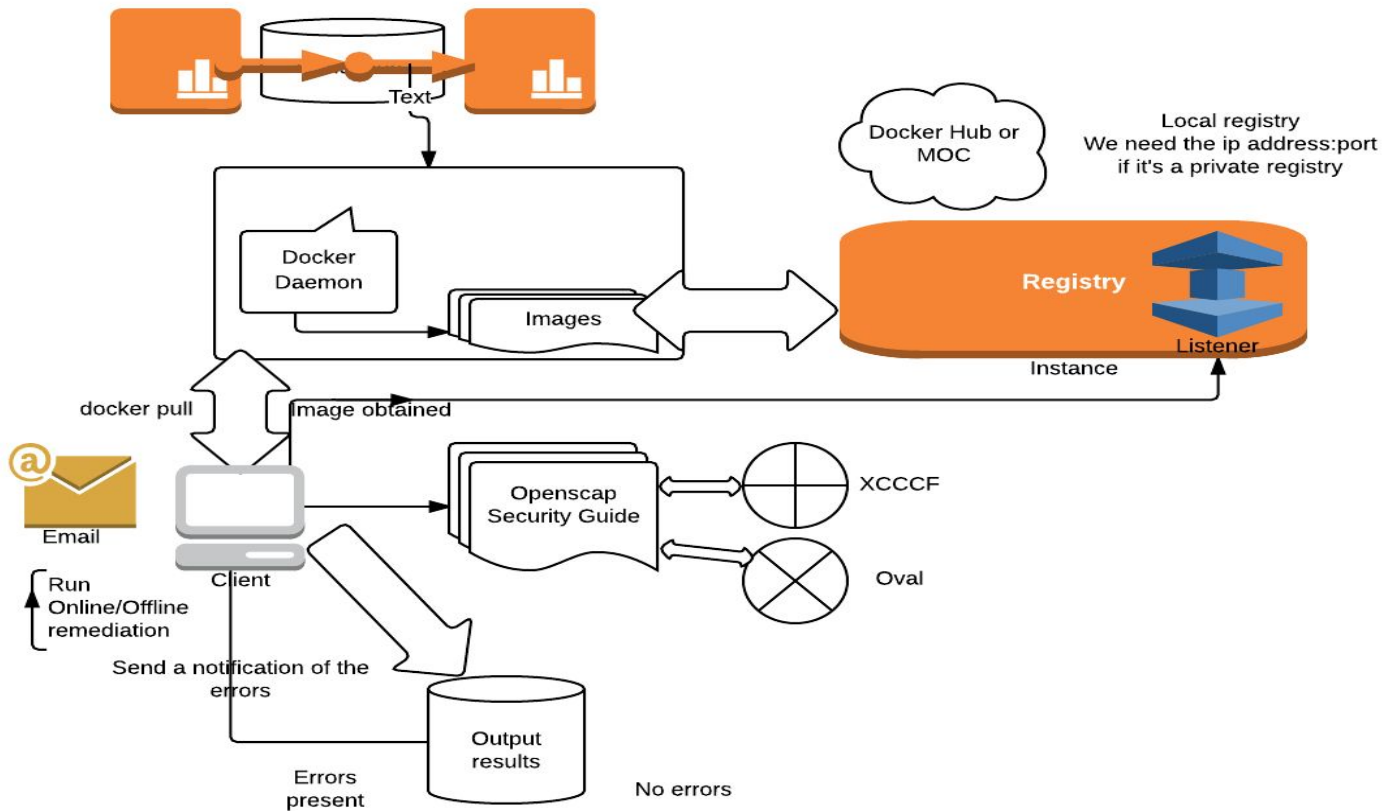 Text
Docker Hub or
MOC
Local registry
We need the ip address:port
if it's a private registry
Docker
Daemon
Images
Registry
Listener
Instance
docker pull
Image obtained
@
Email
Client
Openscap
Security Guide
XCCCF
Oval
Run
Online/Offline
remediation
Send a notification of the
errors
Output
results
Errors
present
No errors